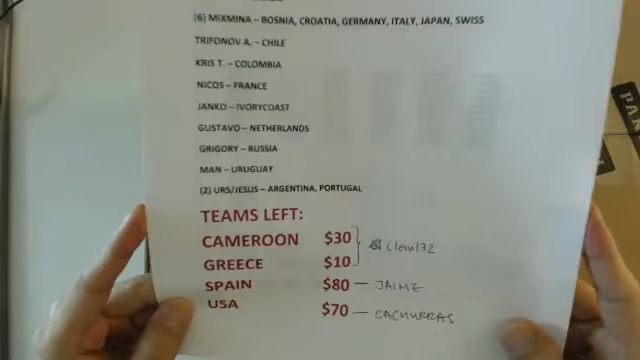 (6) MIXMINA – BOSNIA, CROATIA, GERMANY, ITALY, JAPAN, SWISS
TRIFONOV A. – CHILE
KRIS T. – COLOMBIA
NICOS – FRANCE
JANKO – IVORYCOAST
GUSTAVO – NETHERLANDS
GRIGORY – RUSSIA
MAN – URUGUAY
(2) URS/JESUS – ARGENTINA, PORTUGAL
TEAMS LEFT:
CAMEROON $30
Clem132
GREECE $10
SPAIN $80 — JAIME
USA $70 — CACHURRAS
PAN